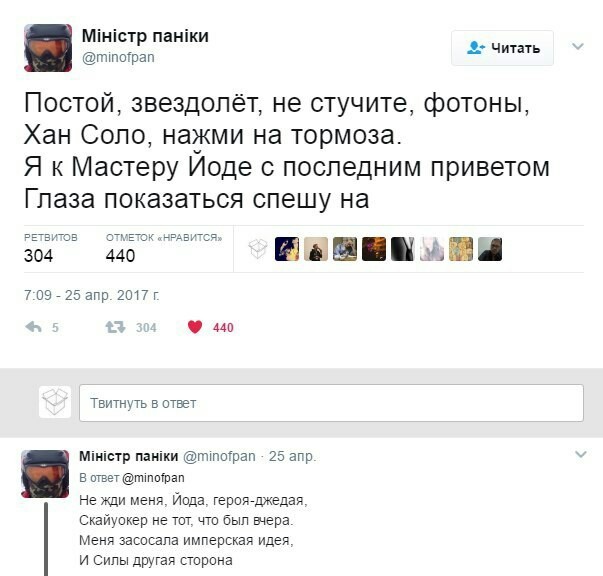 Міністр паніки
@minofpan
Читать
Постой, звездолёт, не стучите, фотоны,
Хан Соло, нажми на тормоза.
Я к Мастеру Йоде с последним приветом
Глаза показаться спешу на
РЕТВИТОВ ОТМЕТОК «НРАВИТСЯ»
304 440
7:09 - 25 апр. 2017 г.
5 304 440
Твитнуть в ответ
Міністр паніки @minofpan · 25 апр.
В ответ @minofpan
Не жди меня, Йода, героя-джедая,
Скайуокер не тот, что был вчера.
Меня засосала имперская идея,
И Силы другая сторона